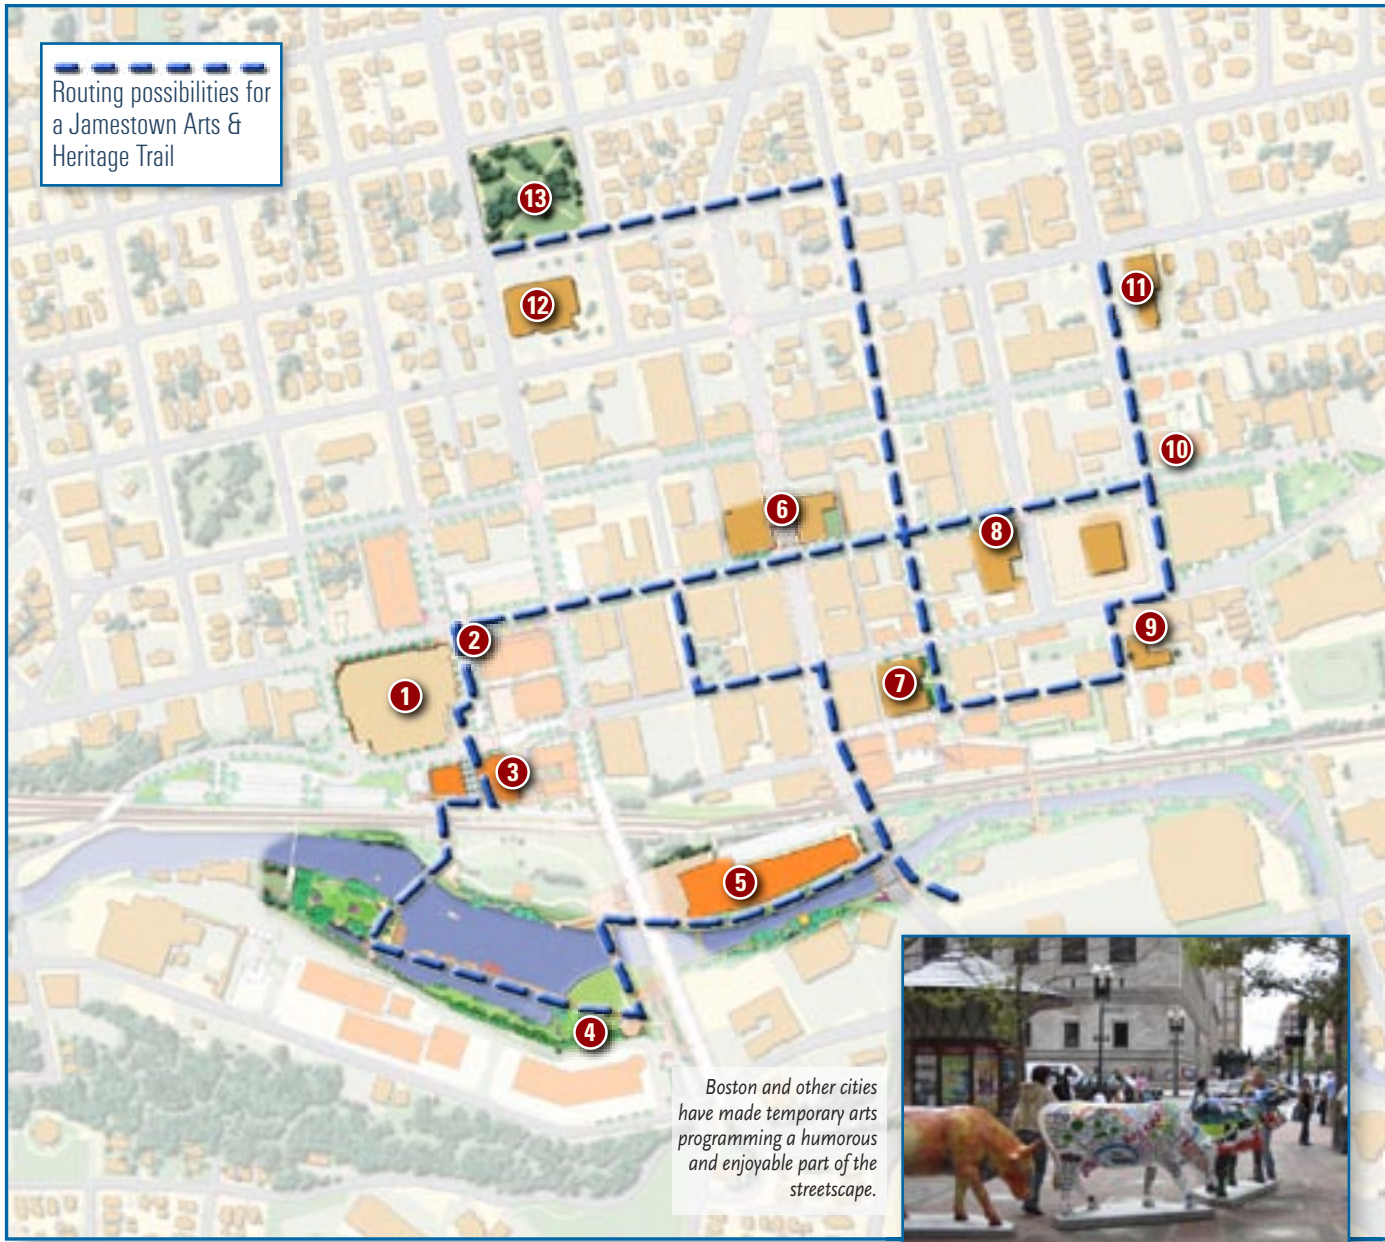 Routing possibilities for
a Jamestown Arts &
Heritage Trail
13
12
11
10
6
8
2
9
1
7
3
5
4
Boston and other cities
have made temporary arts
programming a humorous
and enjoyable part of the
streetscape.